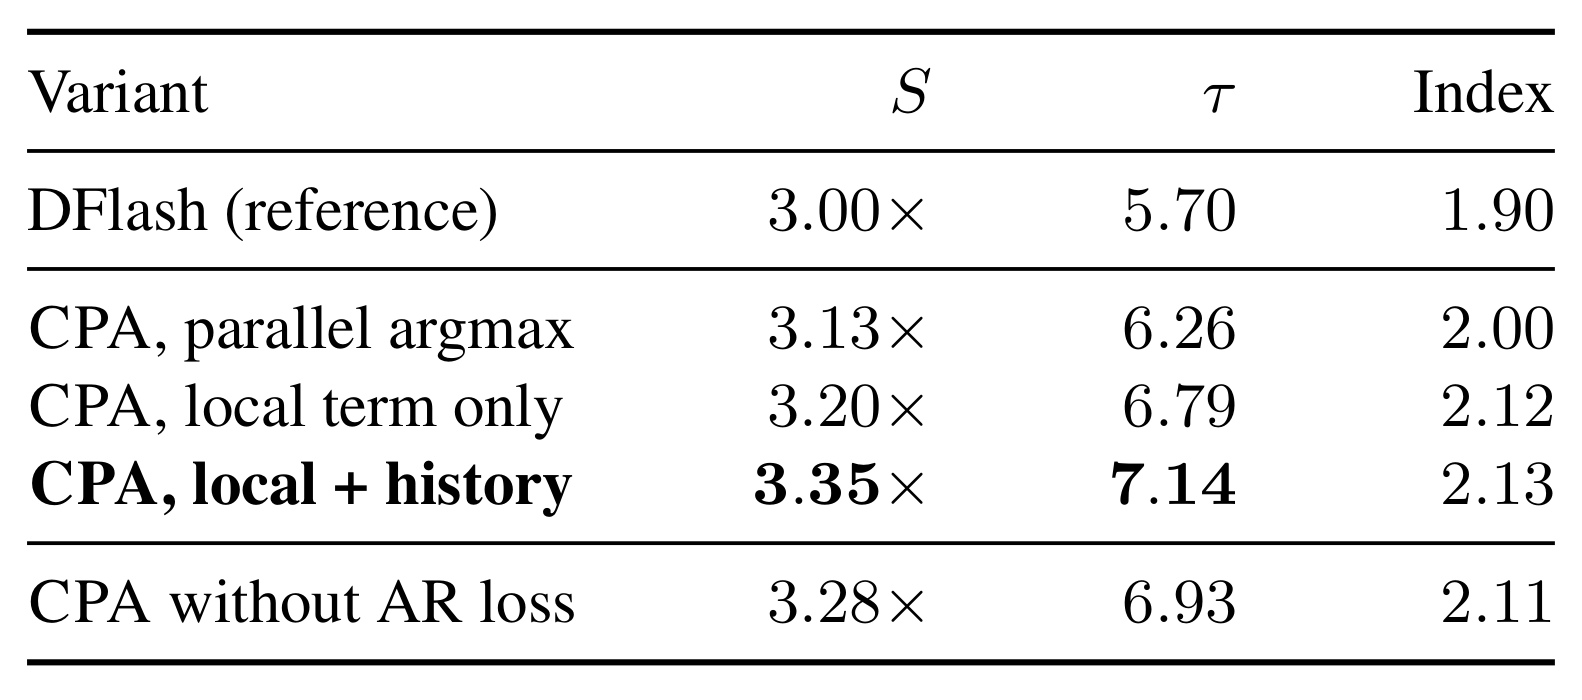 Variant S τ Index
DFlash (reference) 3.00× 5.70 1.90
CPA, parallel argmax 3.13× 6.26 2.00
CPA, local term only 3.20× 6.79 2.12
CPA, local + history 3.35× 7.14 2.13
CPA without AR loss 3.28× 6.93 2.11